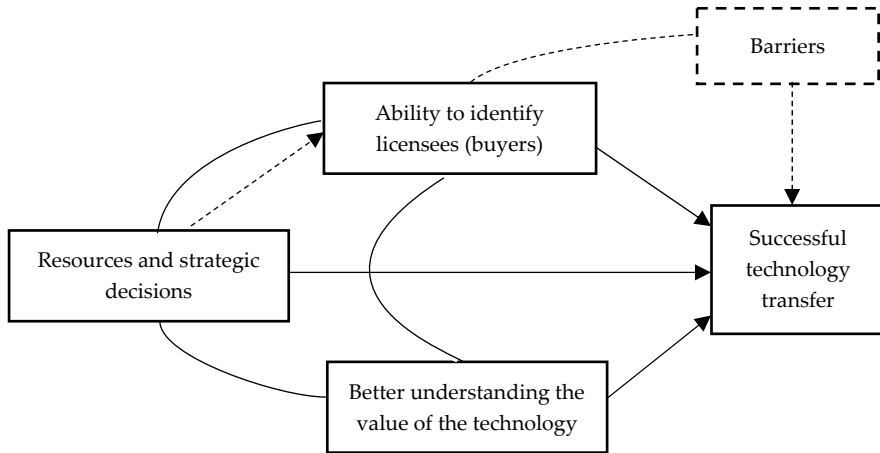 Barriers
Ability to identify
licensees (buyers)
Resources and strategic
decisions
Successful
technology
transfer
Better understanding the
value of the technology